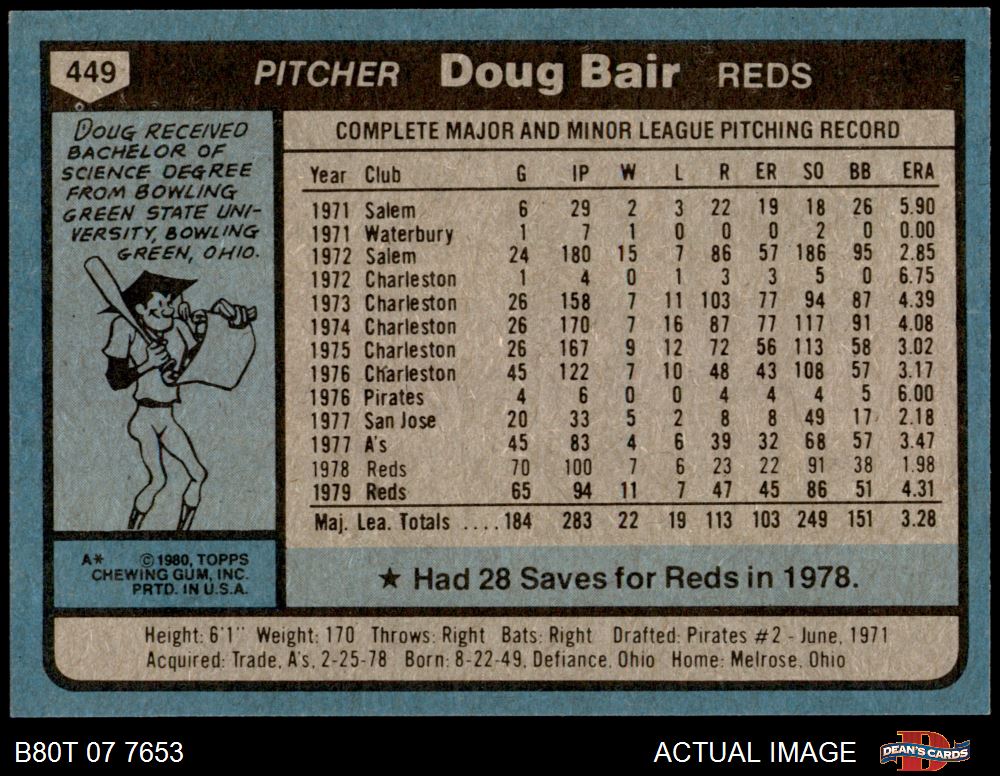 449 PITCHER Doug Bair REDS
DOUG RECEIVED
BACHELOR OF
SCIENCE DEGREE
FROM BOWLING
GREEN STATE UNI-
VERSITY, BOWLING
GREEN, OHIO.
COMPLETE MAJOR AND MINOR LEAGUE PITCHING RECORD
Year Club G IP W L R ER SO BB ERA
1971 Salem 6 29 2 3 22 19 18 26 5.90
1971 Waterbury 1 7 1 0 0 0 2 0 0.00
1972 Salem 24 180 15 7 86 57 186 95 2.85
1972 Charleston 1 4 0 1 3 3 5 0 6.75
1973 Charleston 26 158 7 11 103 77 94 87 4.39
1974 Charleston 26 170 7 16 87 77 117 91 4.08
1975 Charleston 26 167 9 12 72 56 113 58 3.02
1976 Charleston 45 122 7 10 48 43 108 57 3.17
1976 Pirates 4 6 0 0 4 4 4 5 6.00
1977 San Jose 20 33 5 2 8 8 49 17 2.18
1977 A's 45 83 4 6 39 32 68 57 3.47
1978 Reds 70 100 7 6 23 22 91 38 1.98
1979 Reds 65 94 11 7 47 45 86 51 4.31
Maj. Lea. Totals ....184 283 22 19 113 103 249 151 3.28
A* ©1980, TOPPS
CHEWING GUM, INC.
PRTD. IN U.S.A.
★ Had 28 Saves for Reds in 1978.
Height: 6'1" Weight: 170 Throws: Right Bats: Right Drafted: Pirates #2 - June, 1971
Acquired: Trade, A's, 2-25-78 Born: 8-22-49, Defiance, Ohio Home: Melrose, Ohio
B80T 07 7653 ACTUAL IMAGE DEAN'S CARDS